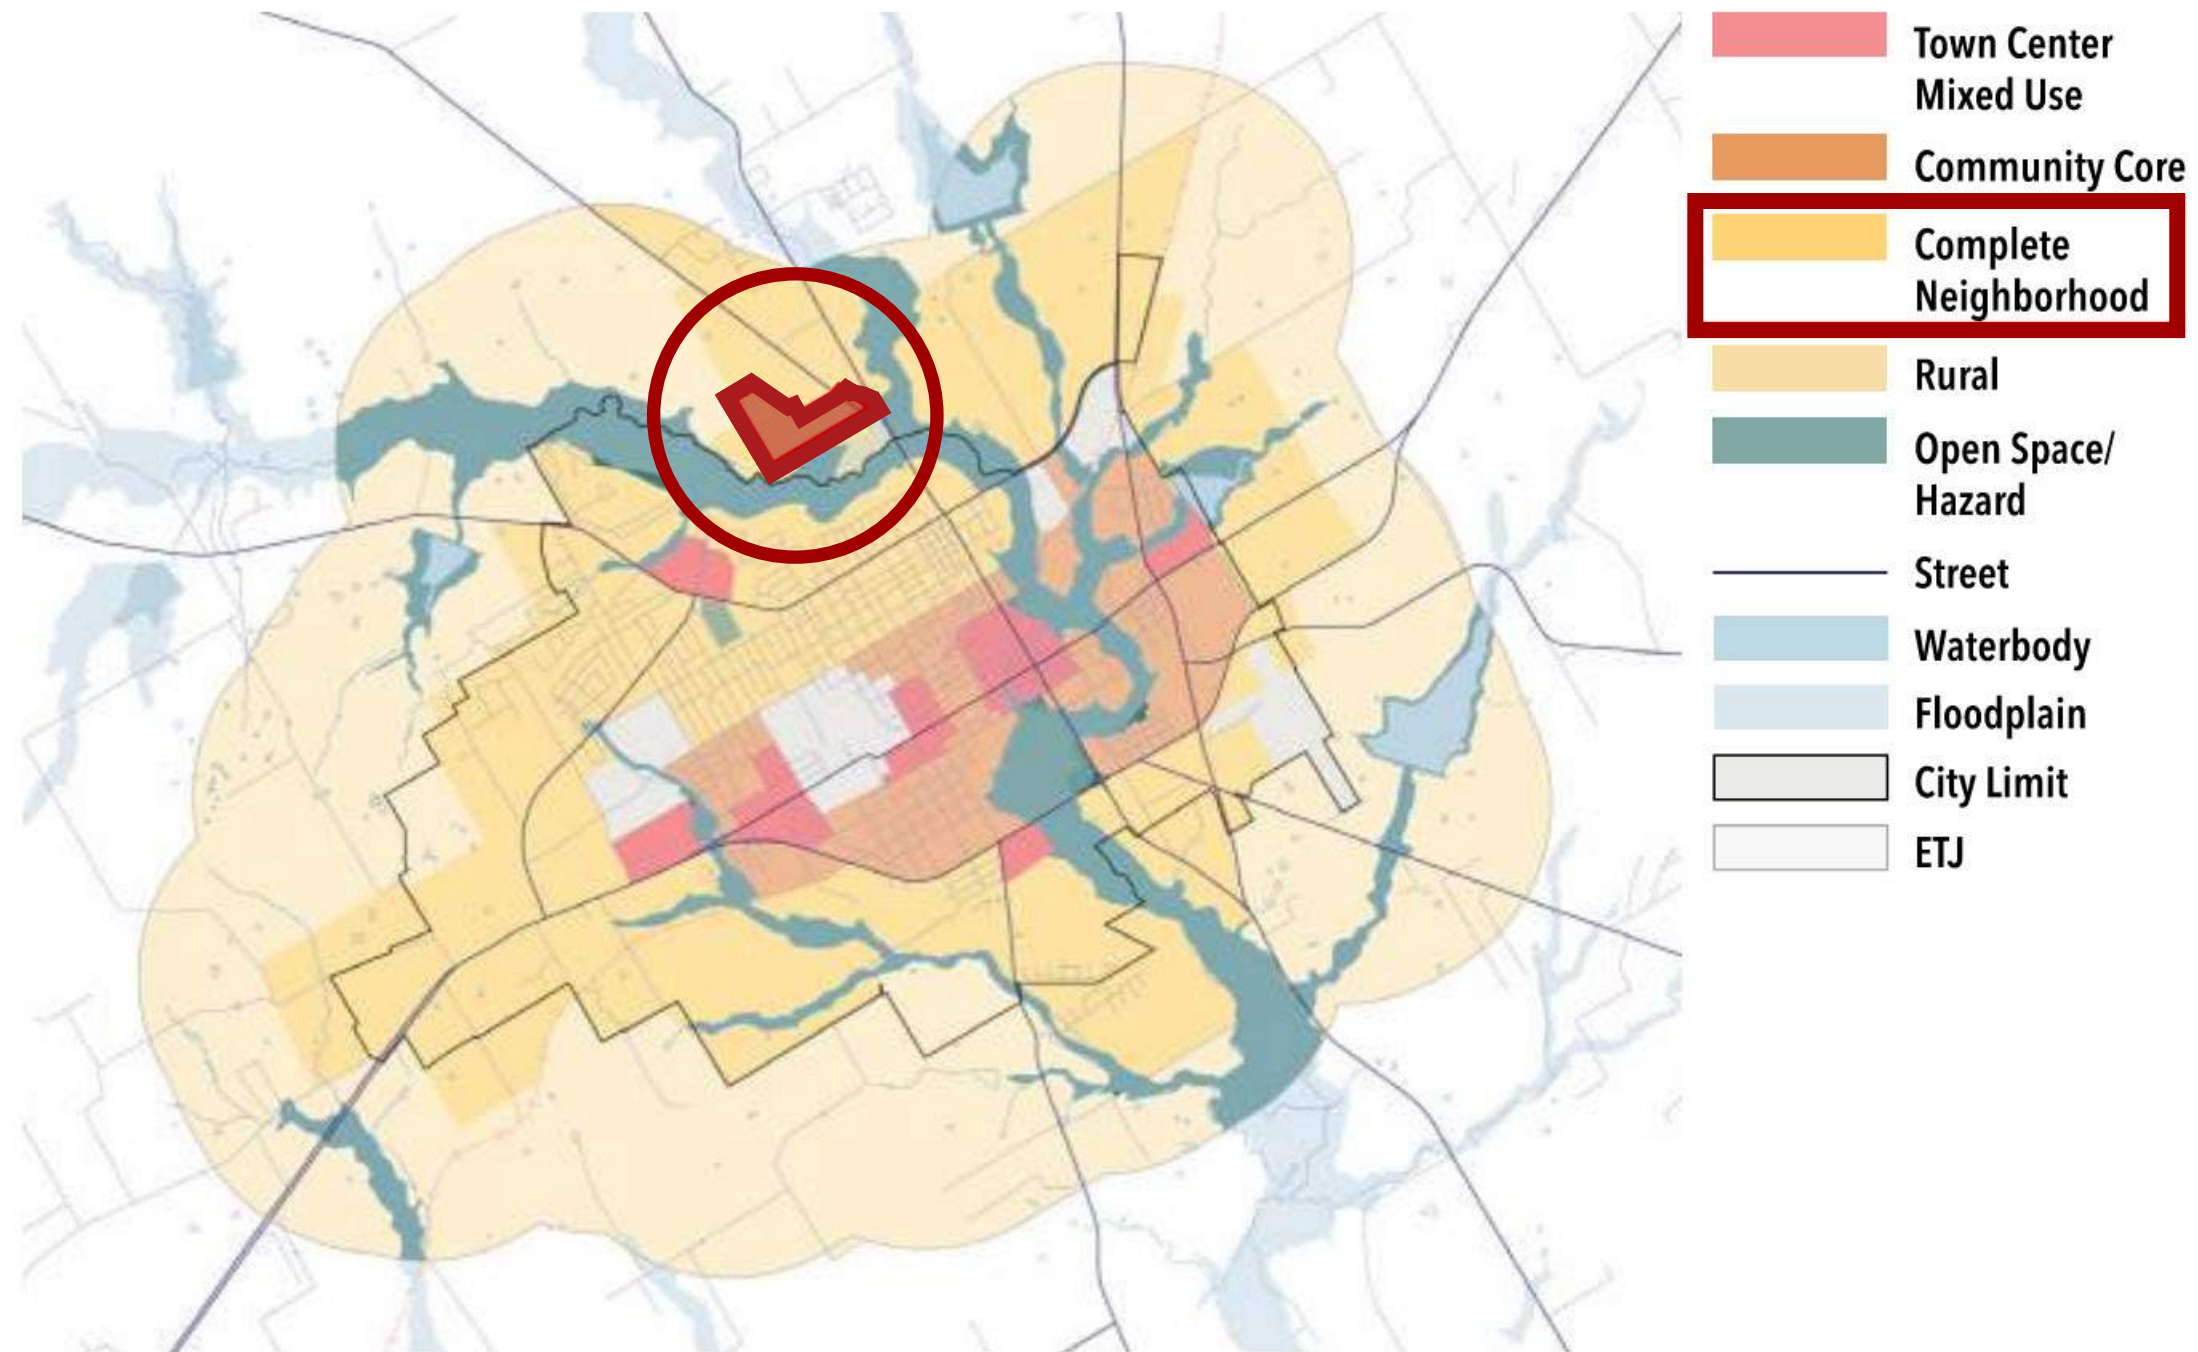 Town Center
Mixed Use
Community Core
Complete
Neighborhood
Rural
Open Space/
Hazard
Street
Waterbody
Floodplain
City Limit
ETJ